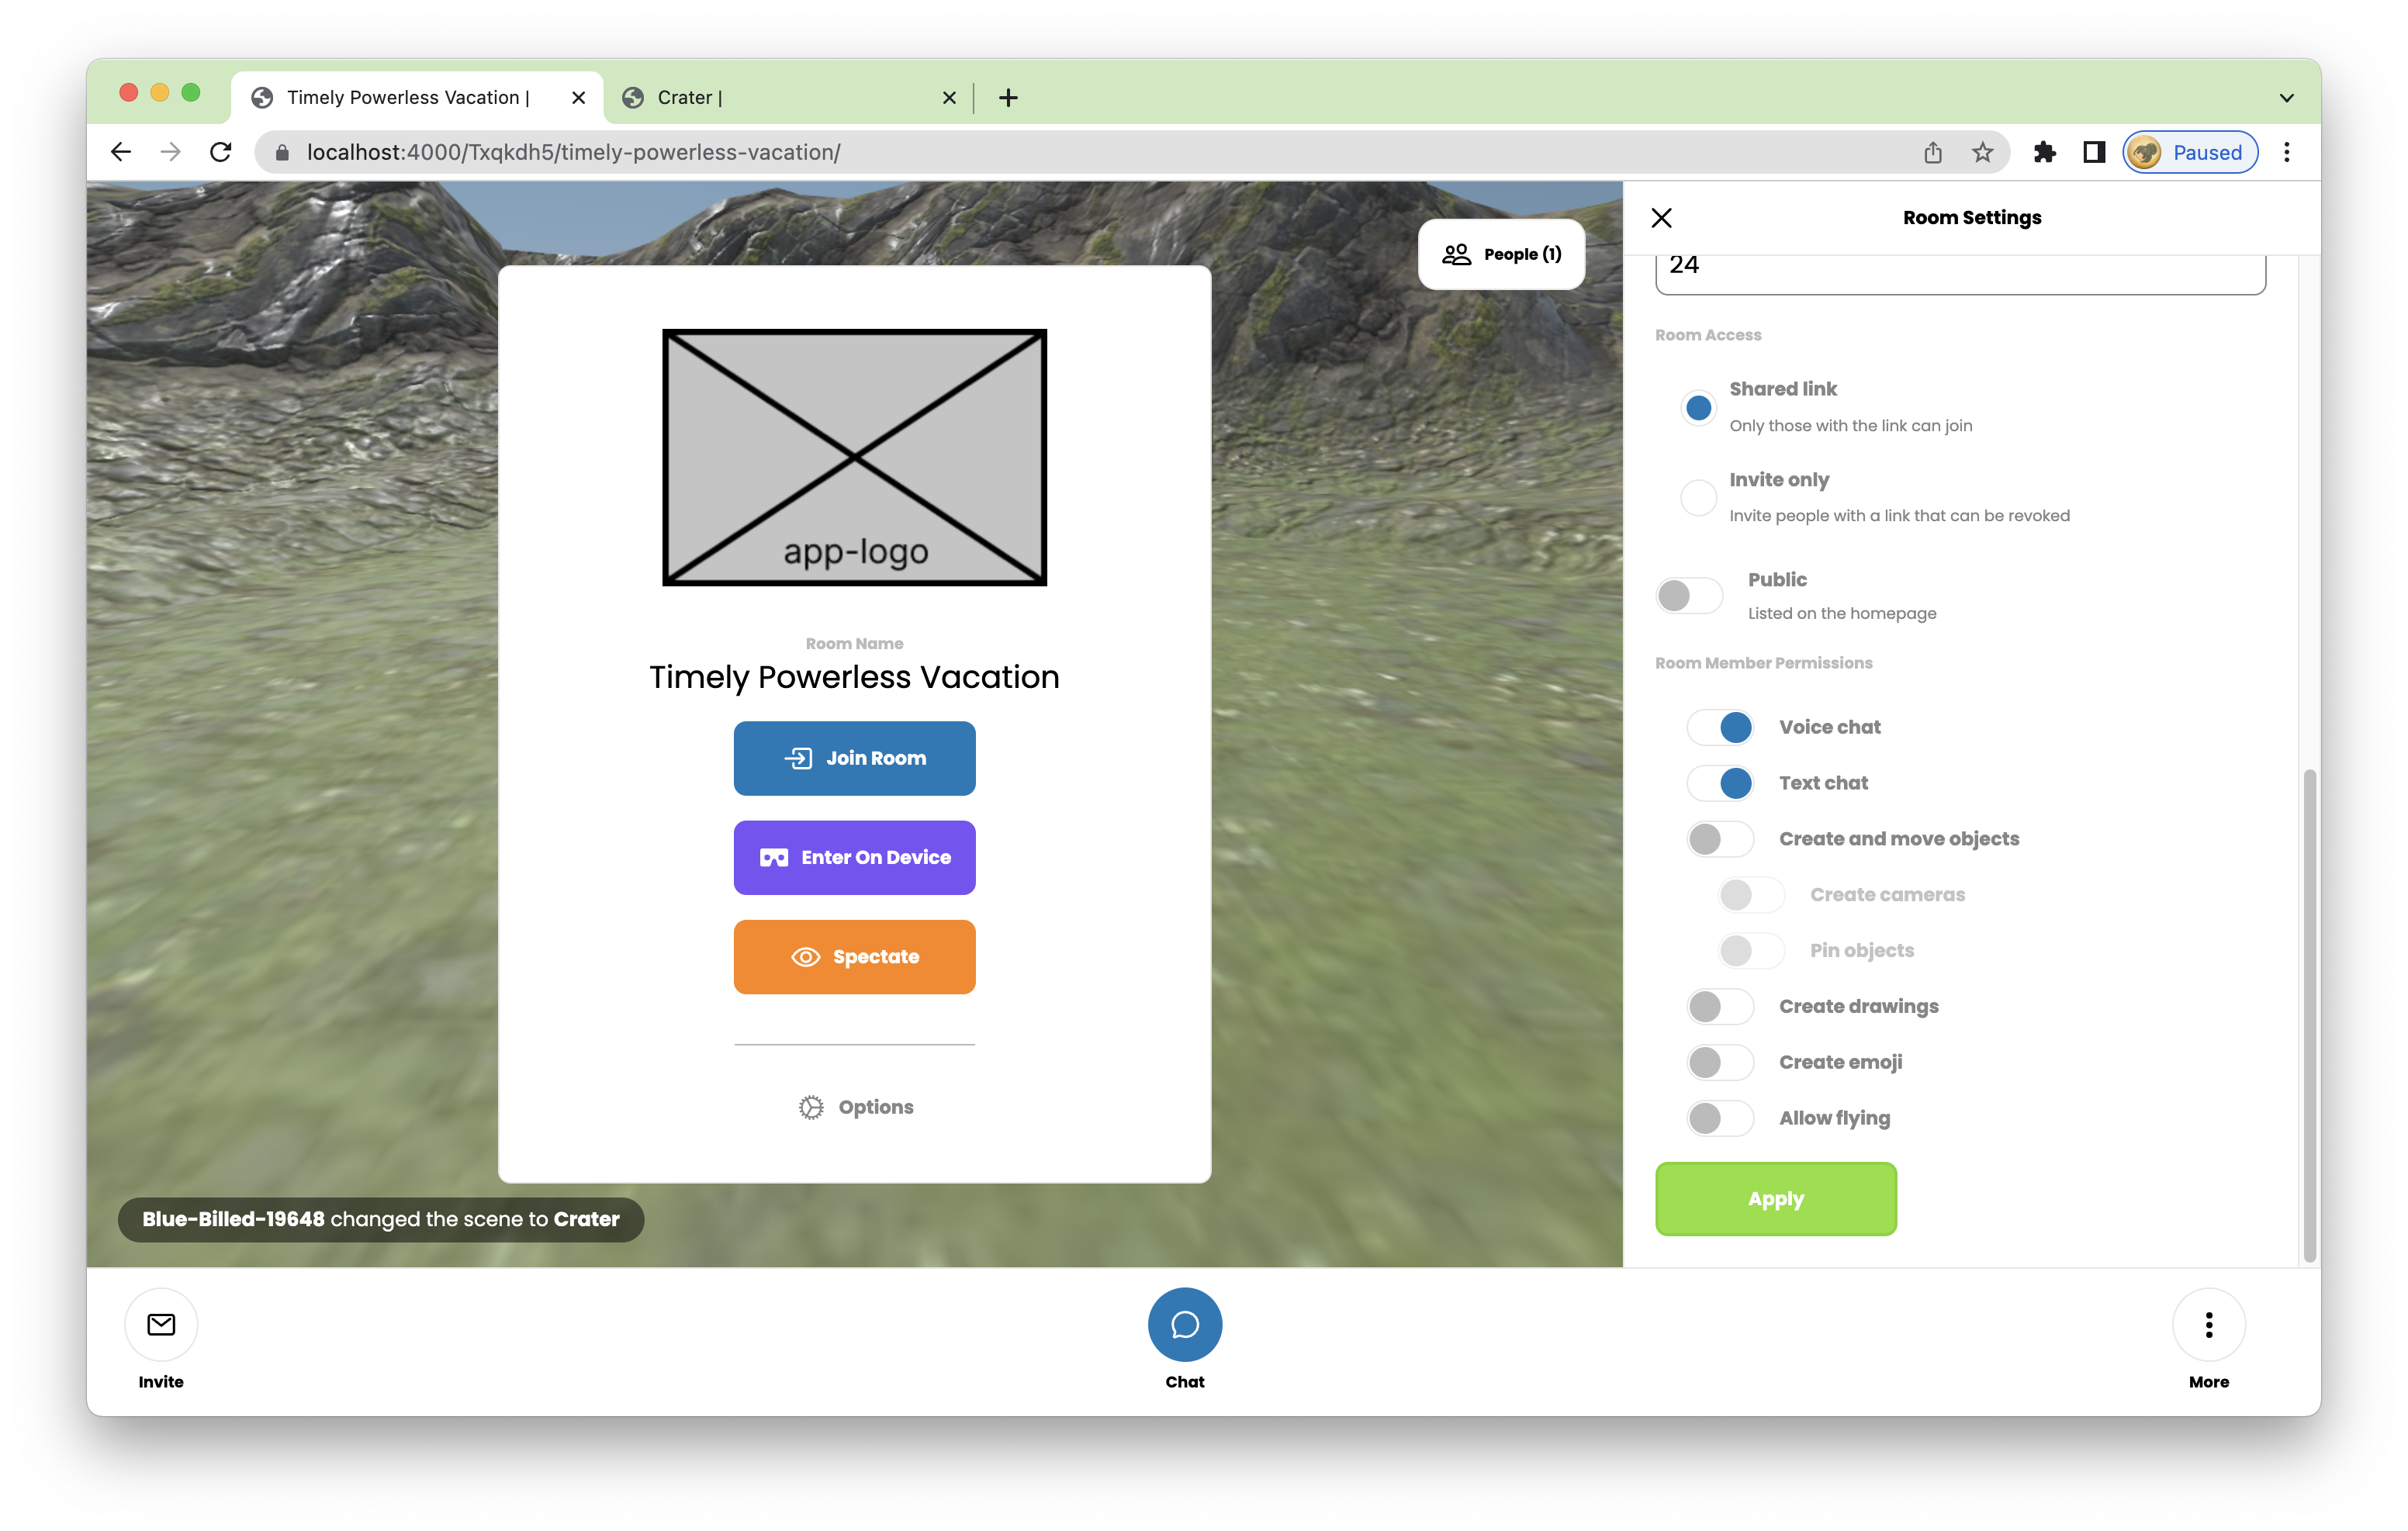 Timely Powerless Vacation |
Crater |
localhost:4000/Txqkdh5/timely-powerless-vacation/
Paused
People (1)
app-logo
Room Name
Timely Powerless Vacation
Join Room
Enter On Device
Spectate
Options
Blue-Billed-19648 changed the scene to Crater
Room Settings
24
Room Access
Shared link
Only those with the link can join
Invite only
Invite people with a link that can be revoked
Public
Listed on the homepage
Room Member Permissions
Voice chat
Text chat
Create and move objects
Create cameras
Pin objects
Create drawings
Create emoji
Allow flying
Apply
Invite
Chat
More